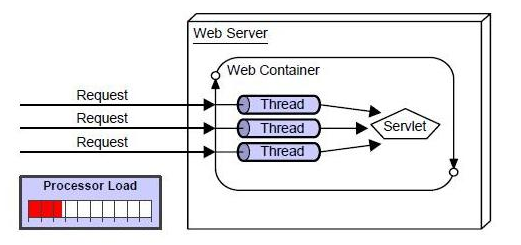 Web Server
Web Container
Request
Thread
Request
Thread
Servlet
Request
Thread
Processor Load